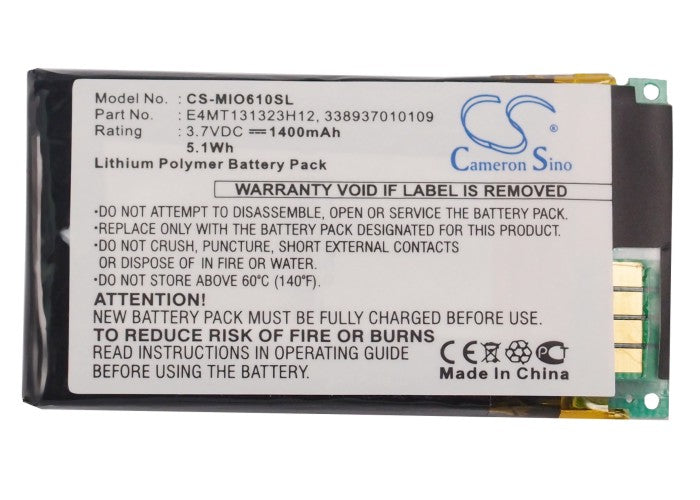 Model No.: CS-MIO610SL
Part No.: E4MT131323H12, 338937010109
Rating : 3.7VDC ⎓ 1400mAh
5.1Wh
Lithium Polymer Battery Pack
CS
Cameron Sino
WARRANTY VOID IF LABEL IS REMOVED
•DO NOT ATTEMPT TO DISASSEMBLE, OPEN OR SERVICE THE BATTERY PACK.
•REPLACE ONLY WITH THE BATTERY PACK DESIGNATED FOR THIS PRODUCT.
•DO NOT CRUSH, PUNCTURE, SHORT EXTERNAL CONTACTS
OR DISPOSE OF IN FIRE OR WATER.
•DO NOT STORE ABOVE 60°C (140°F).
ATTENTION!
NEW BATTERY PACK MUST BE FULLY CHARGED BEFORE USE.
TO REDUCE RISK OF FIRE OR BURNS
READ INSTRUCTIONS OF OPERATING GUIDE
BEFORE USING THE BATTERY.
CE
Made In China